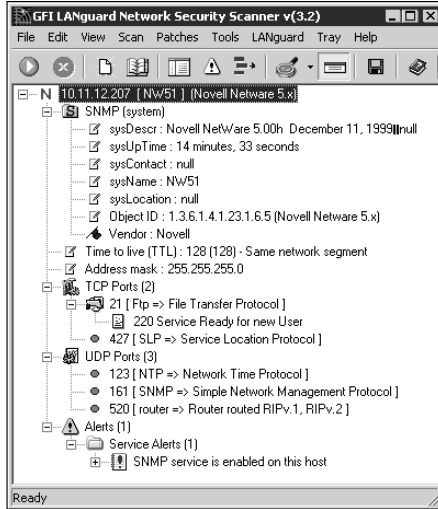 GFI LANguard Network Security Scanner v(3.2)
File Edit View Scan Patches Tools LANguard Tray Help
N 10.11.12.207 [ NW51 ] (Novell Netware 5.x)
S SNMP (system)
sysDescr : Novell NetWare 5.00h December 11, 1999||null
sysUpTime : 14 minutes, 33 seconds
sysContact : null
sysName : NW51
sysLocation : null
Object ID : 1.3.6.1.4.1.23.1.6.5 (Novell Netware 5.x)
Vendor : Novell
Time to live (TTL) : 128 (128) - Same network segment
Address mask : 255.255.255.0
TCP Ports (2)
21 [ Ftp => File Transfer Protocol ]
220 Service Ready for new User
427 [ SLP => Service Location Protocol ]
UDP Ports (3)
123 [ NTP => Network Time Protocol ]
161 [ SNMP => Simple Network Management Protocol ]
520 [ router => Router routed RIPv.1, RIPv.2 ]
Alerts (1)
Service Alerts (1)
SNMP service is enabled on this host
Ready